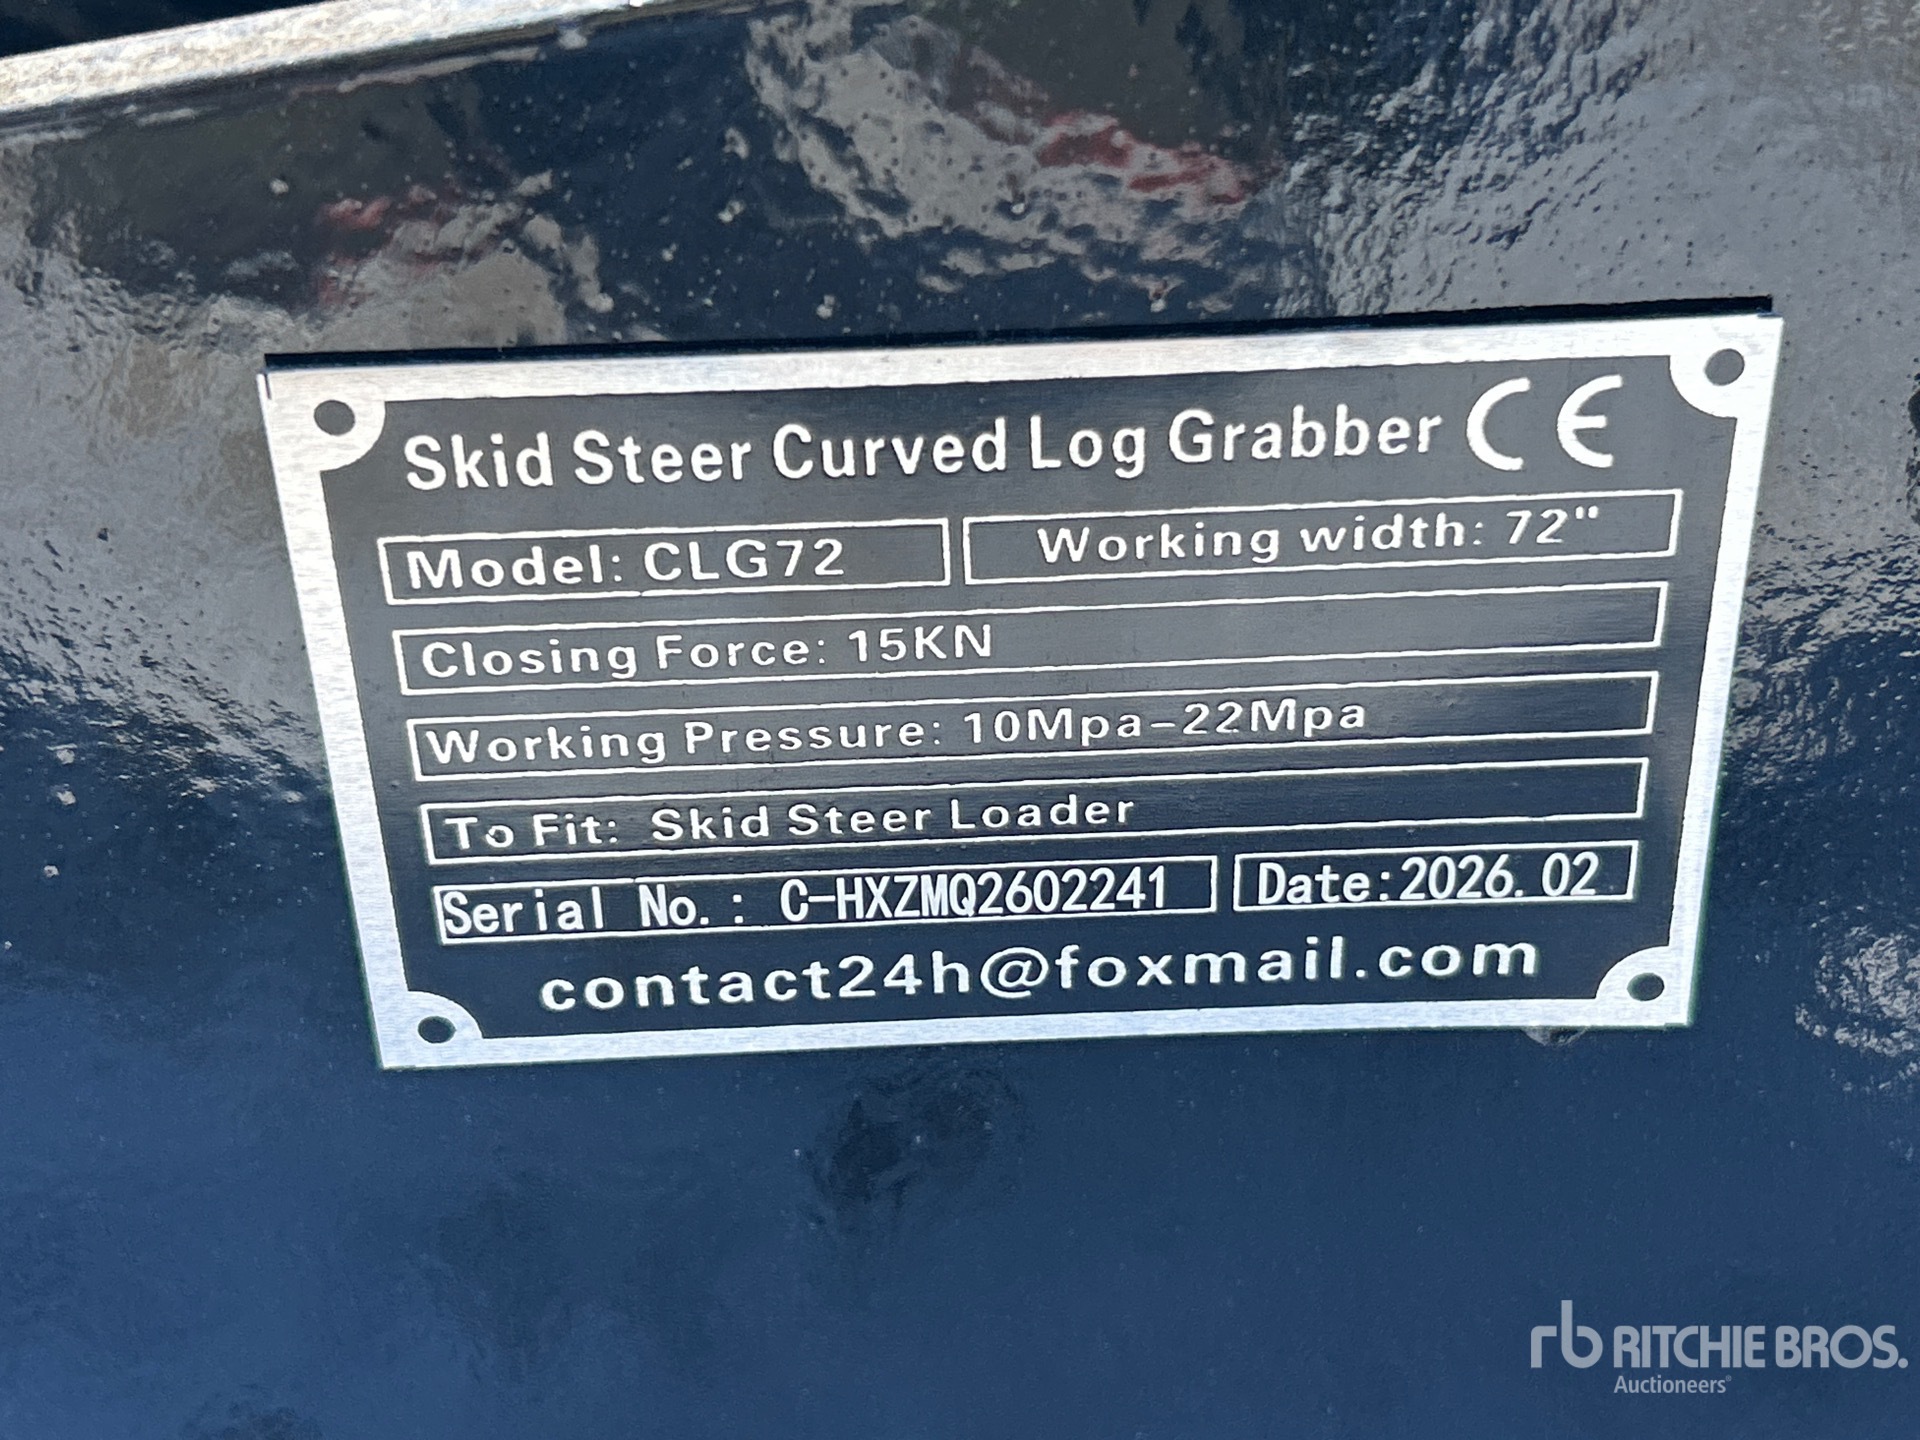 Skid Steer Curved Log Grabber CE
Model: CLG72
Working width: 72"
Closing Force: 15KN
Working Pressure: 10Mpa-22Mpa
To Fit: Skid Steer Loader
Serial No.: C-HXZMQ2602241
Date:2026.02
contact24h@foxmail.com
rb RITCHIE BROS.
Auctioneers®